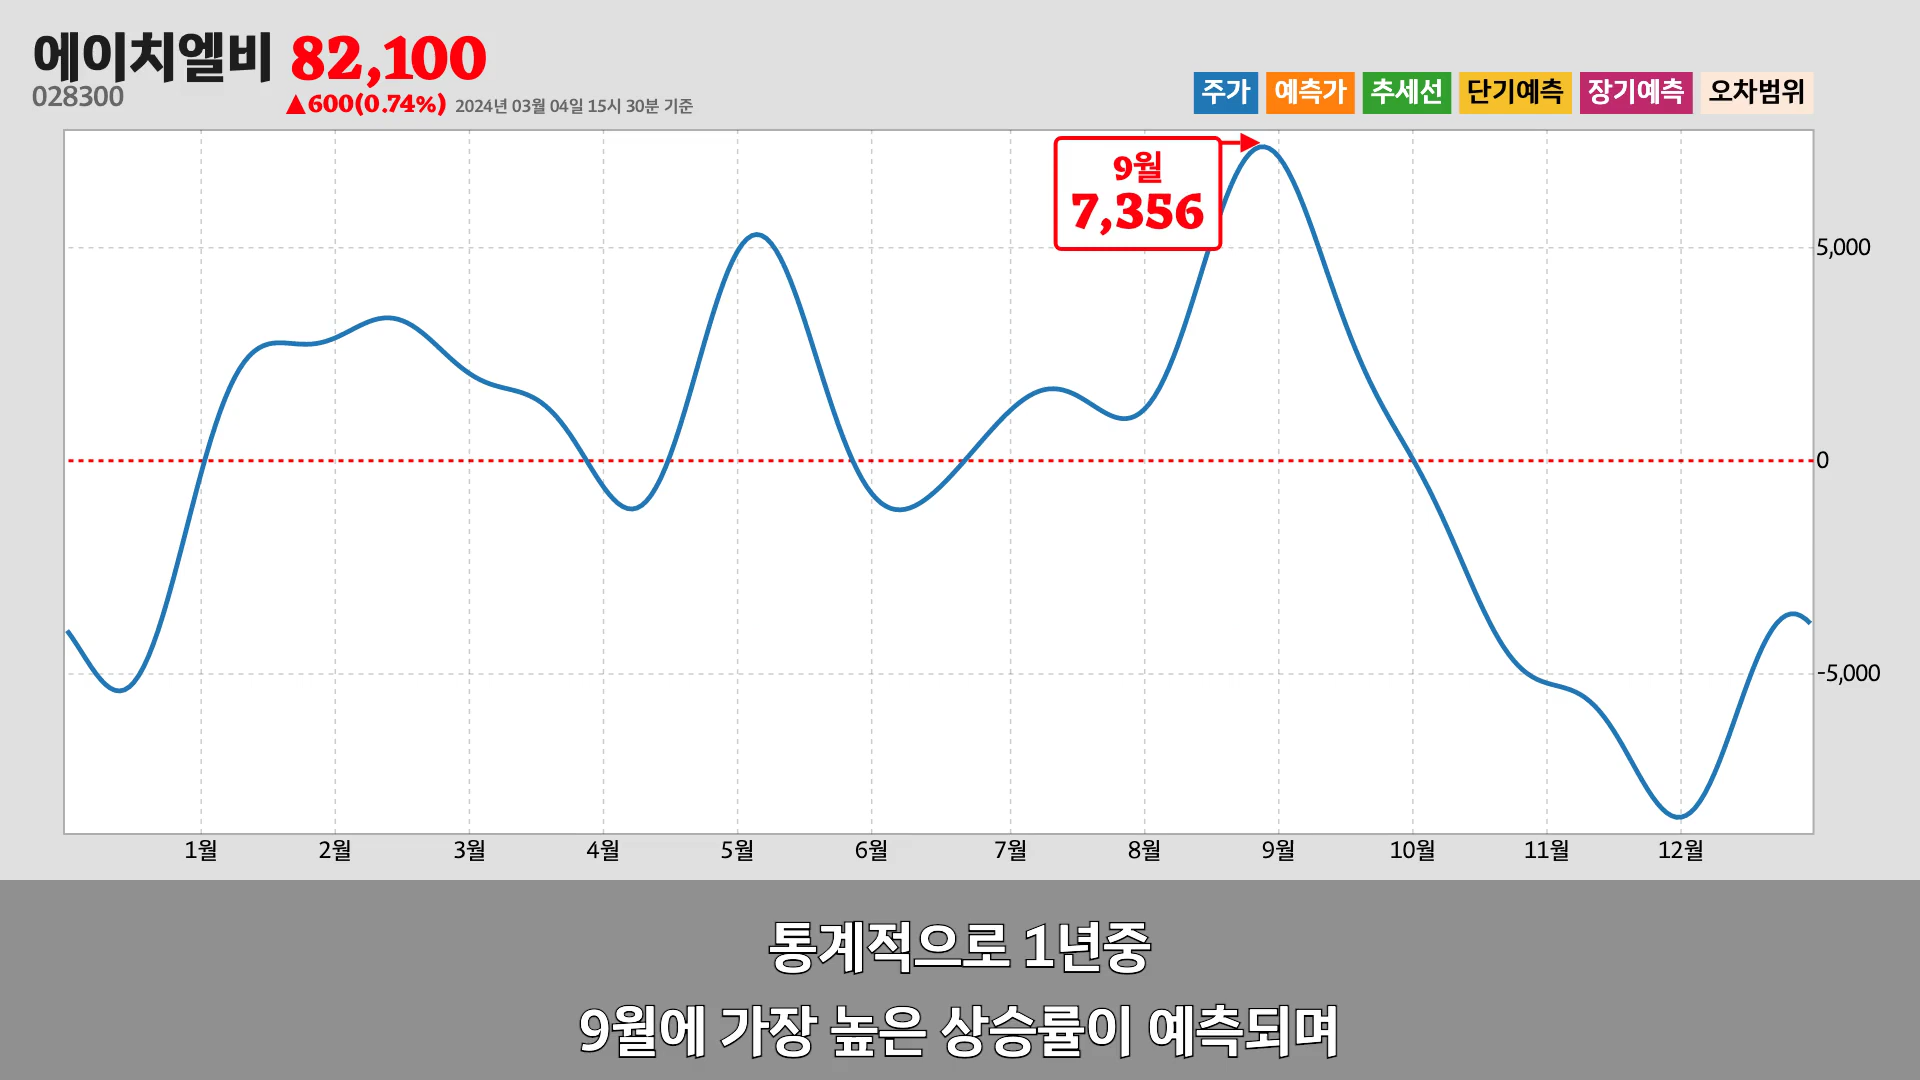 에이치엘비 82,100
028300
▲600(0.74%) 2024년 03월 04일 15시 30분 기준
주가 예측가 추세선 단기예측 장기예측 오차범위
9월
7,356
5,000
0
-5,000
1월 2월 3월 4월 5월 6월 7월 8월 9월 10월 11월 12월
통계적으로 1년중
9월에 가장 높은 상승률이 예측되며